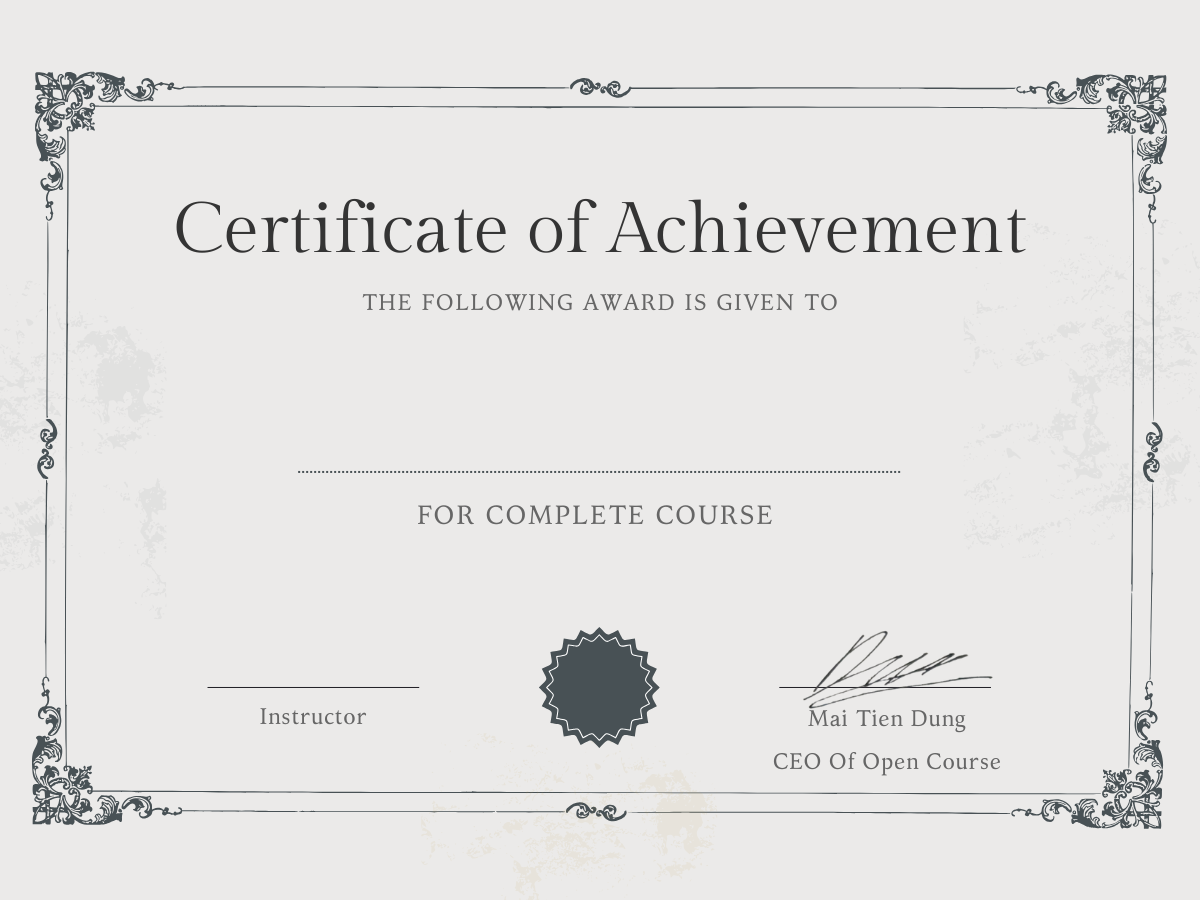 Certificate of Achievement
THE FOLLOWING AWARD IS GIVEN TO
FOR COMPLETE COURSE
Instructor
Mai Tien Dung
CEO Of Open Course